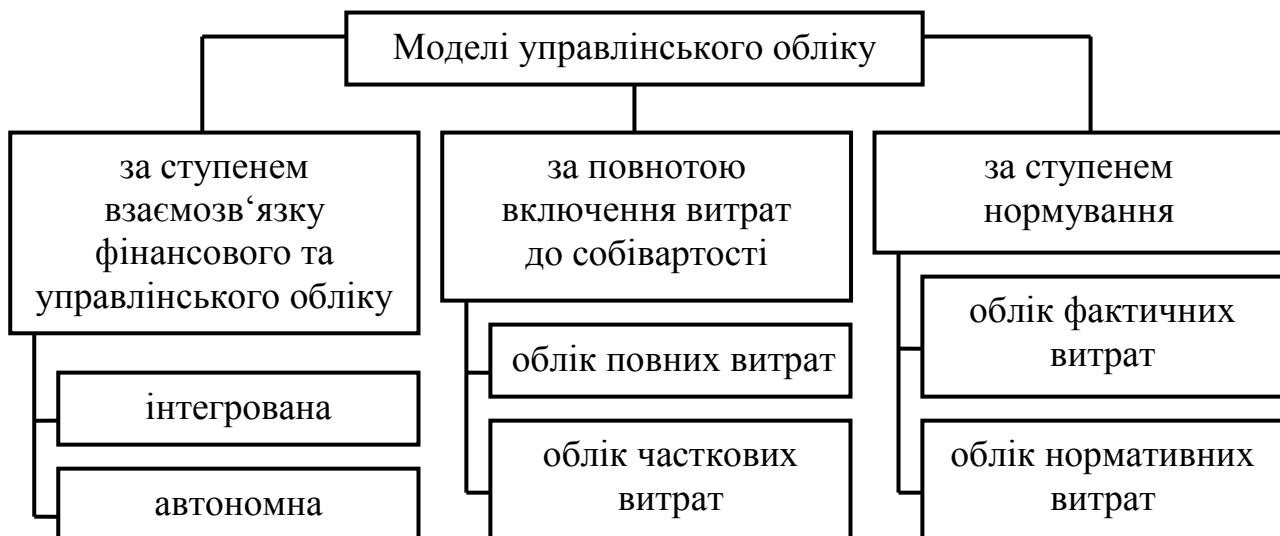 Моделі управлінського обліку
за ступенем
взаємозв‘язку
фінансового та
управлінського обліку
інтегрована
автономна
за повнотою
включення витрат
до собівартості
облік повних витрат
облік часткових
витрат
за ступенем
нормування
облік фактичних
витрат
облік нормативних
витрат